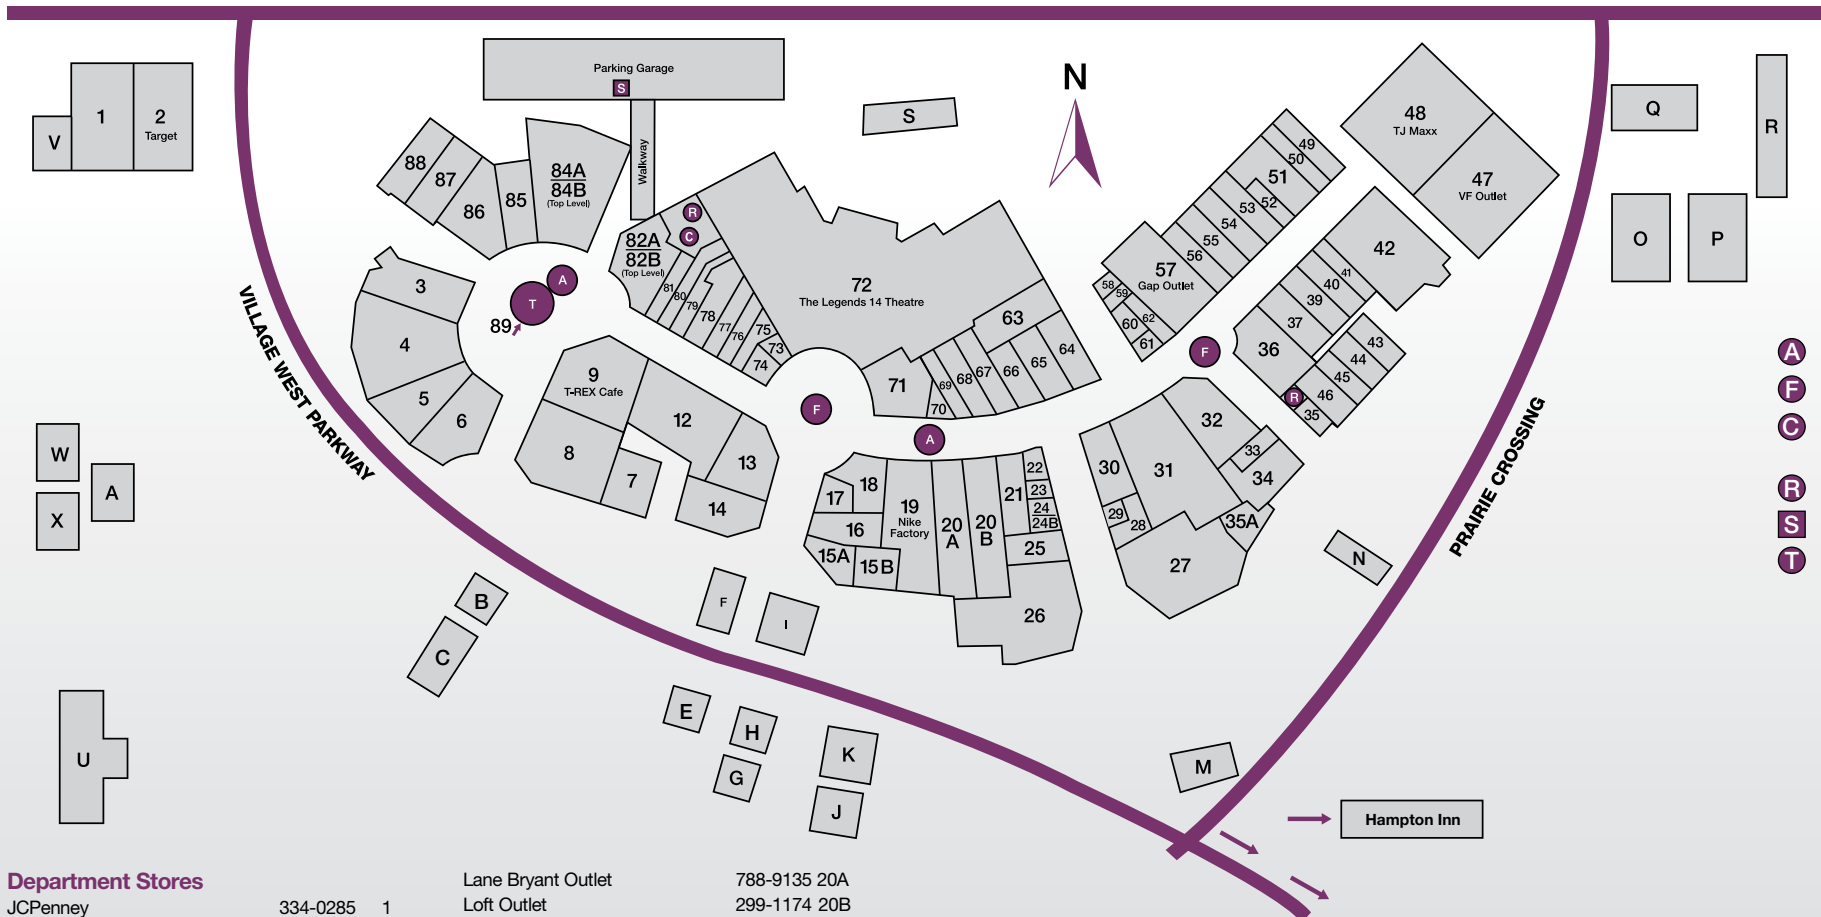 Parking Garage
S
N
S
Q
R
1
2
Target
V
Walkway
88
87
86
85
84A
84B
(Top Level)
48
TJ Maxx
47
VF Outlet
49
50
51
52
53
54
55
56
57
Gap Outlet
58
59
60
61
62
R
C
82A
82B
(Top Level)
81
80
79
78
77
76
75
73
74
72
The Legends 14 Theatre
63
64
65
66
67
68
69
70
71
O
P
42
41
40
39
37
36
43
44
45
46
R
35
A
T
89
3
4
5
6
F
F
A
9
T-REX Cafe
12
8
7
13
14
VILLAGE WEST PARKWAY
PRAIRIE CROSSING
A
F
C
R
S
T
32
33
34
30
31
29
28
35A
27
17
18
16
15A
15B
19
Nike
Factory
20
A
20
B
21
22
23
24
24B
25
26
W
A
X
N
B
C
F
I
E
H
G
K
J
M
U
Hampton Inn
Department Stores
JCPenney 334-0285 1
Lane Bryant Outlet 788-9135 20A
Loft Outlet 299-1174 20B